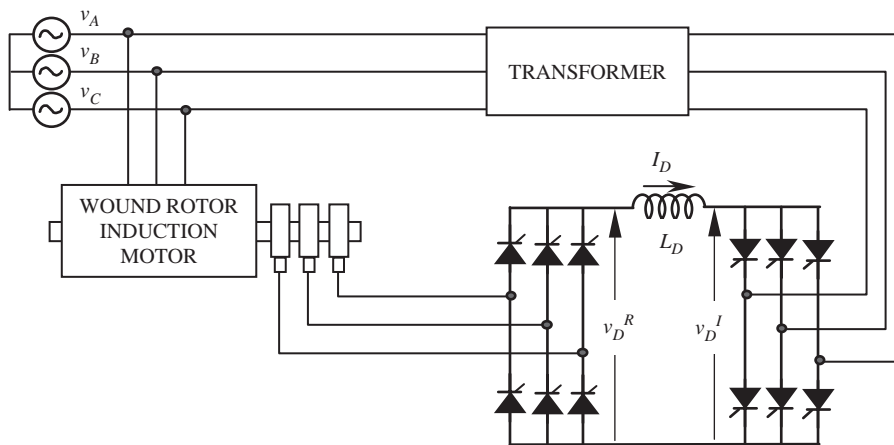 v_A
v_B
v_C
TRANSFORMER
WOUND ROTOR
INDUCTION
MOTOR
I_D
L_D
v_D^R
v_D^I